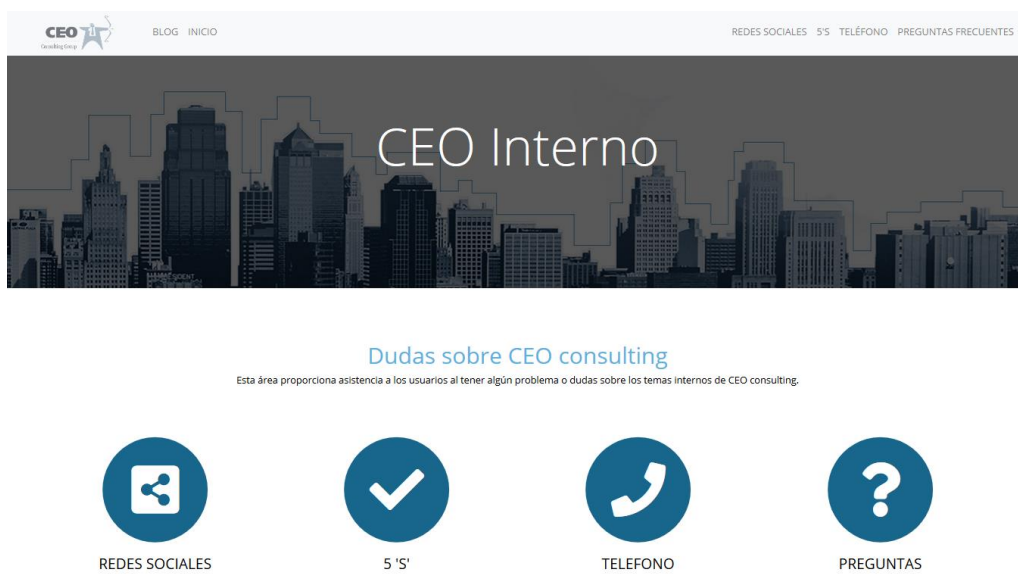 CEO
Consulting Group
BLOG INICIO
REDES SOCIALES 5'S TELÉFONO PREGUNTAS FRECUENTES
CEO Interno
PRESIDENT
Dudas sobre CEO consulting
Esta área proporciona asistencia a los usuarios al tener algún problema o dudas sobre los temas internos de CEO consulting.
REDES SOCIALES
5 'S'
TELEFONO
PREGUNTAS